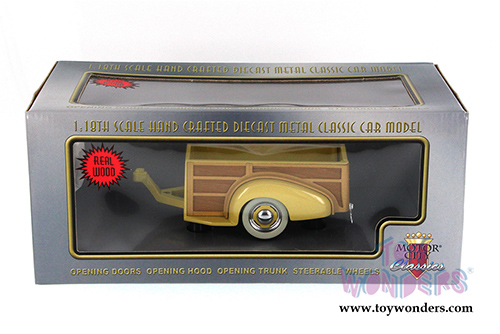 1:18TH SCALE HAND CRAFTED DIECAST METAL CLASSIC CAR MODEL
1:18TH SCALE HAND CRAFTED DIECAST METAL CLASSIC CAR MODEL
REAL
WOOD
MOTOR
CITY
Classics
TOY WONDERS
OPENING DOORS OPENING HOOD OPENING TRUNK STEERABLE WHEELS
www.toywonders.com